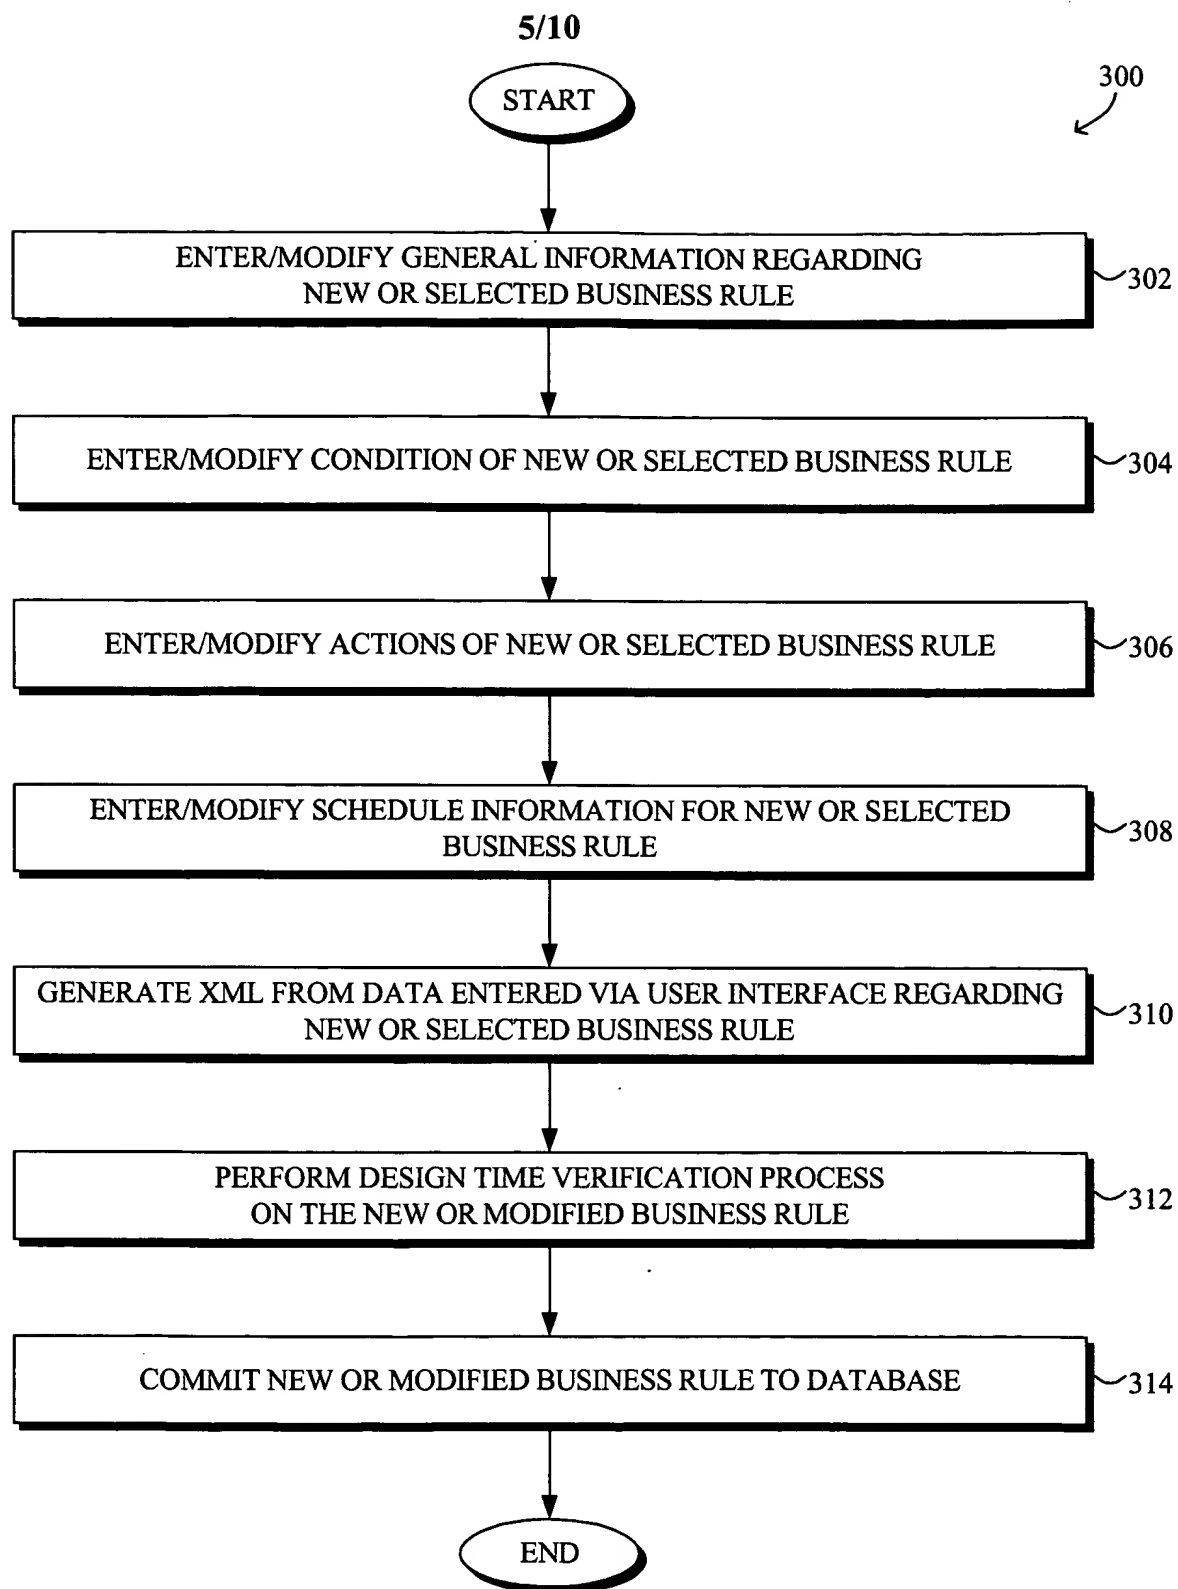 5/10
START
300
ENTER/MODIFY GENERAL INFORMATION REGARDING
NEW OR SELECTED BUSINESS RULE
302
ENTER/MODIFY CONDITION OF NEW OR SELECTED BUSINESS RULE
304
ENTER/MODIFY ACTIONS OF NEW OR SELECTED BUSINESS RULE
306
ENTER/MODIFY SCHEDULE INFORMATION FOR NEW OR SELECTED
BUSINESS RULE
308
GENERATE XML FROM DATA ENTERED VIA USER INTERFACE REGARDING
NEW OR SELECTED BUSINESS RULE
310
PERFORM DESIGN TIME VERIFICATION PROCESS
ON THE NEW OR MODIFIED BUSINESS RULE
312
COMMIT NEW OR MODIFIED BUSINESS RULE TO DATABASE
314
END